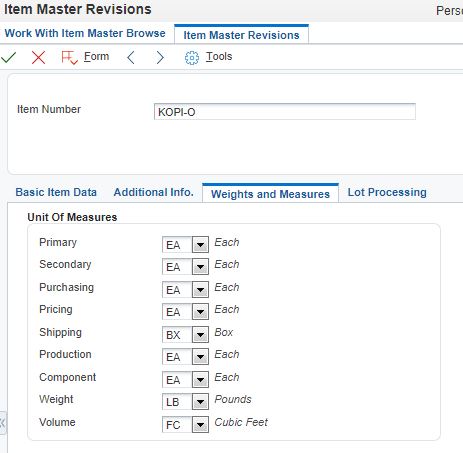 Item Master Revisions
Work With Item Master Browse Item Master Revisions
Form Tools
Item Number KOPI-O
Basic Item Data Additional Info. Weights and Measures Lot Processing
Unit Of Measures
Primary EA Each
Secondary EA Each
Purchasing EA Each
Pricing EA Each
Shipping BX Box
Production EA Each
Component EA Each
Weight LB Pounds
Volume FC Cubic Feet